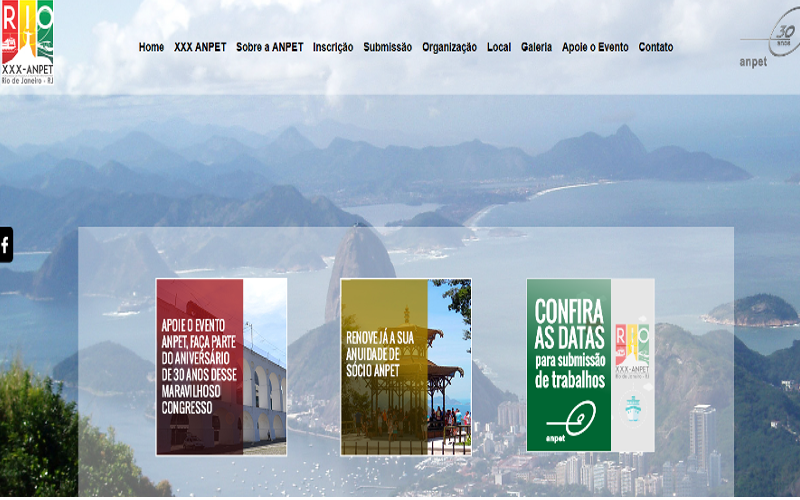 RIO
XXX-ANPET
Rio de Janeiro - RJ
Home XXX ANPET Sobre a ANPET Inscrição Submissão Organização Local Galeria Apoie o Evento Contato
30
anos
anpet
f
APOIE O EVENTO
ANPET, FAÇA PARTE
DO ANIVERSÁRIO
DE 30 ANOS DESSE
MARAVILHOSO
CONGRESSO
RENOVE JÁ A SUA
ANUIDADE DE
SÓCIO ANPET
CONFIRA
AS DATAS
para submissão
de trabalhos
anpet
RIO
XXX-ANPET
Rio de Janeiro - RJ